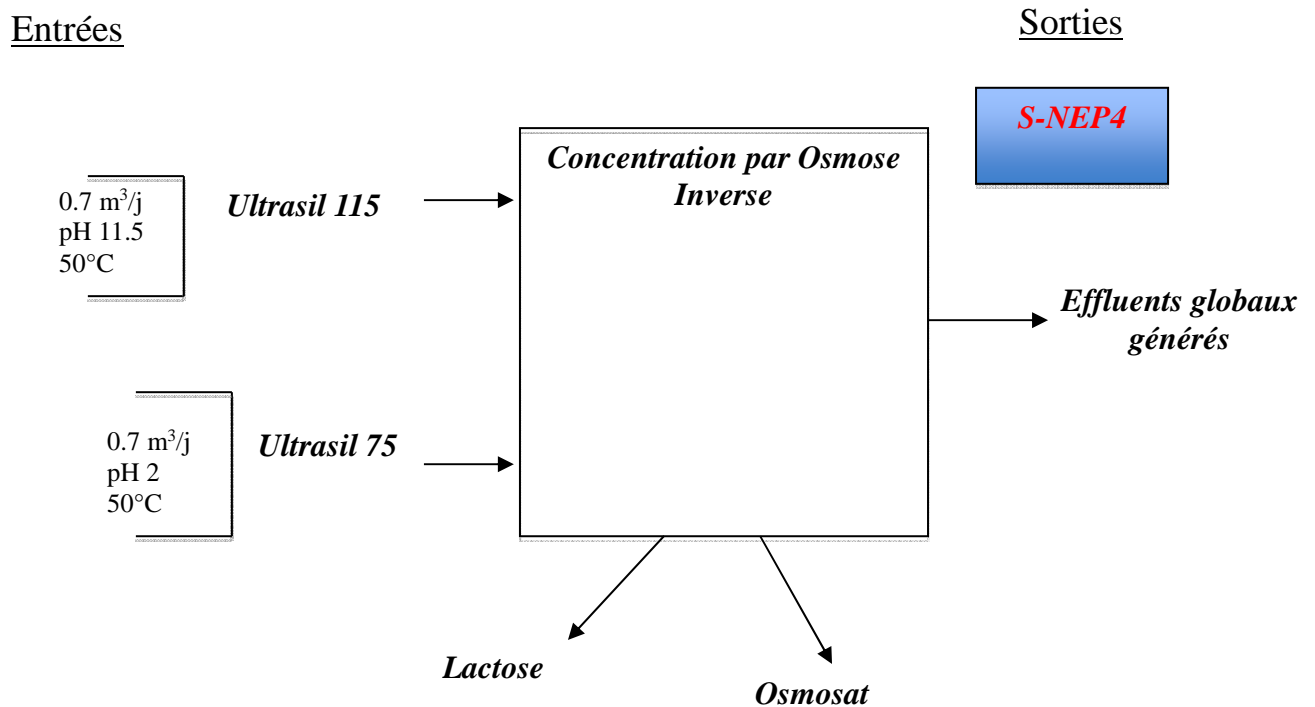 Entrées
Sorties
S-NEP4
Concentration par Osmose
Inverse
0.7 m³/j
pH 11.5
50°C
Ultrasil 115
Effluents globaux
générés
0.7 m³/j
pH 2
50°C
Ultrasil 75
Lactose
Osmosat